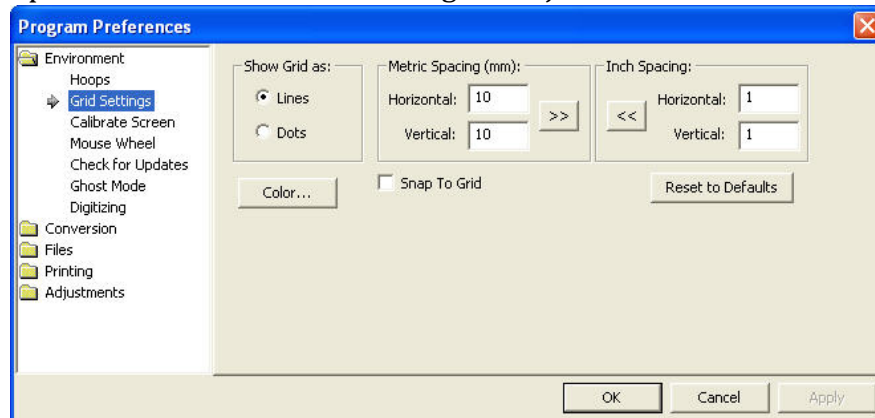 Program Preferences
Environment
Hoops
Grid Settings
Calibrate Screen
Mouse Wheel
Check for Updates
Ghost Mode
Digitizing
Conversion
Files
Printing
Adjustments
Show Grid as:
Lines
Dots
Color...
Metric Spacing (mm):
Horizontal: 10
Vertical: 10
>>
Snap To Grid
Inch Spacing:
<<
Horizontal: 1
Vertical: 1
Reset to Defaults
OK Cancel Apply